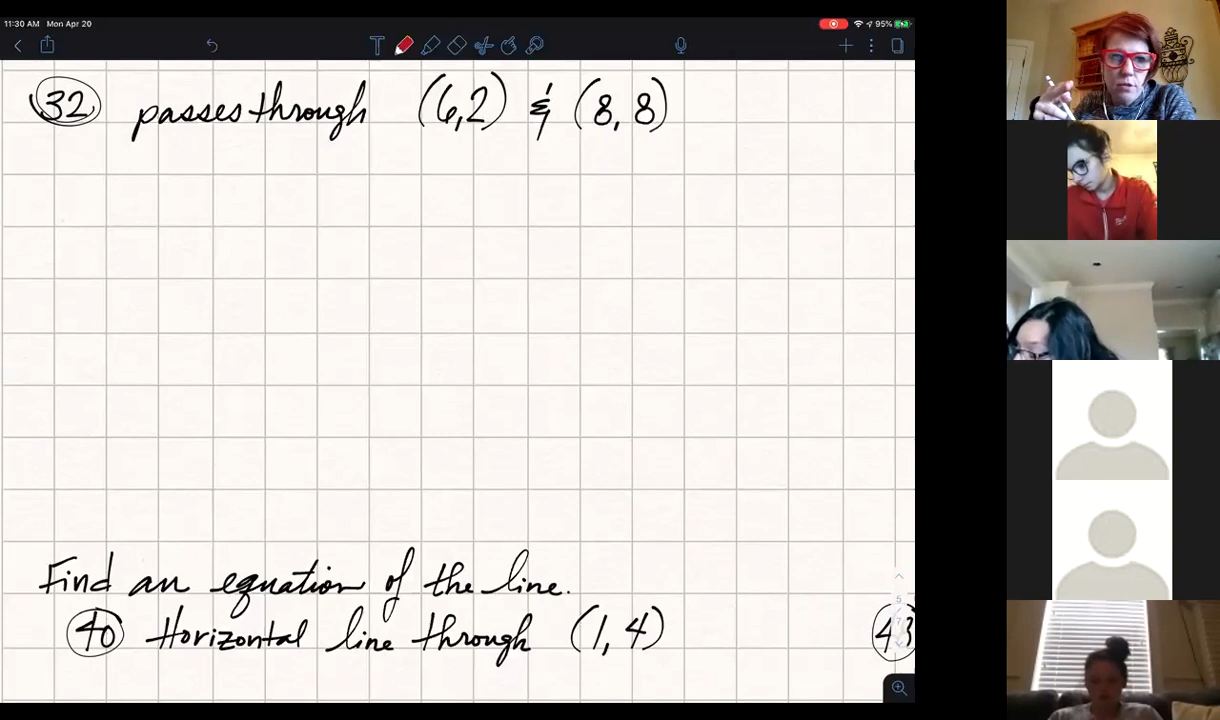 11:30 AM Mon Apr 20 95%
32 passes through (6,2) & (8,8)
Find an equation of the line.
40 Horizontal line through (1,4) 43